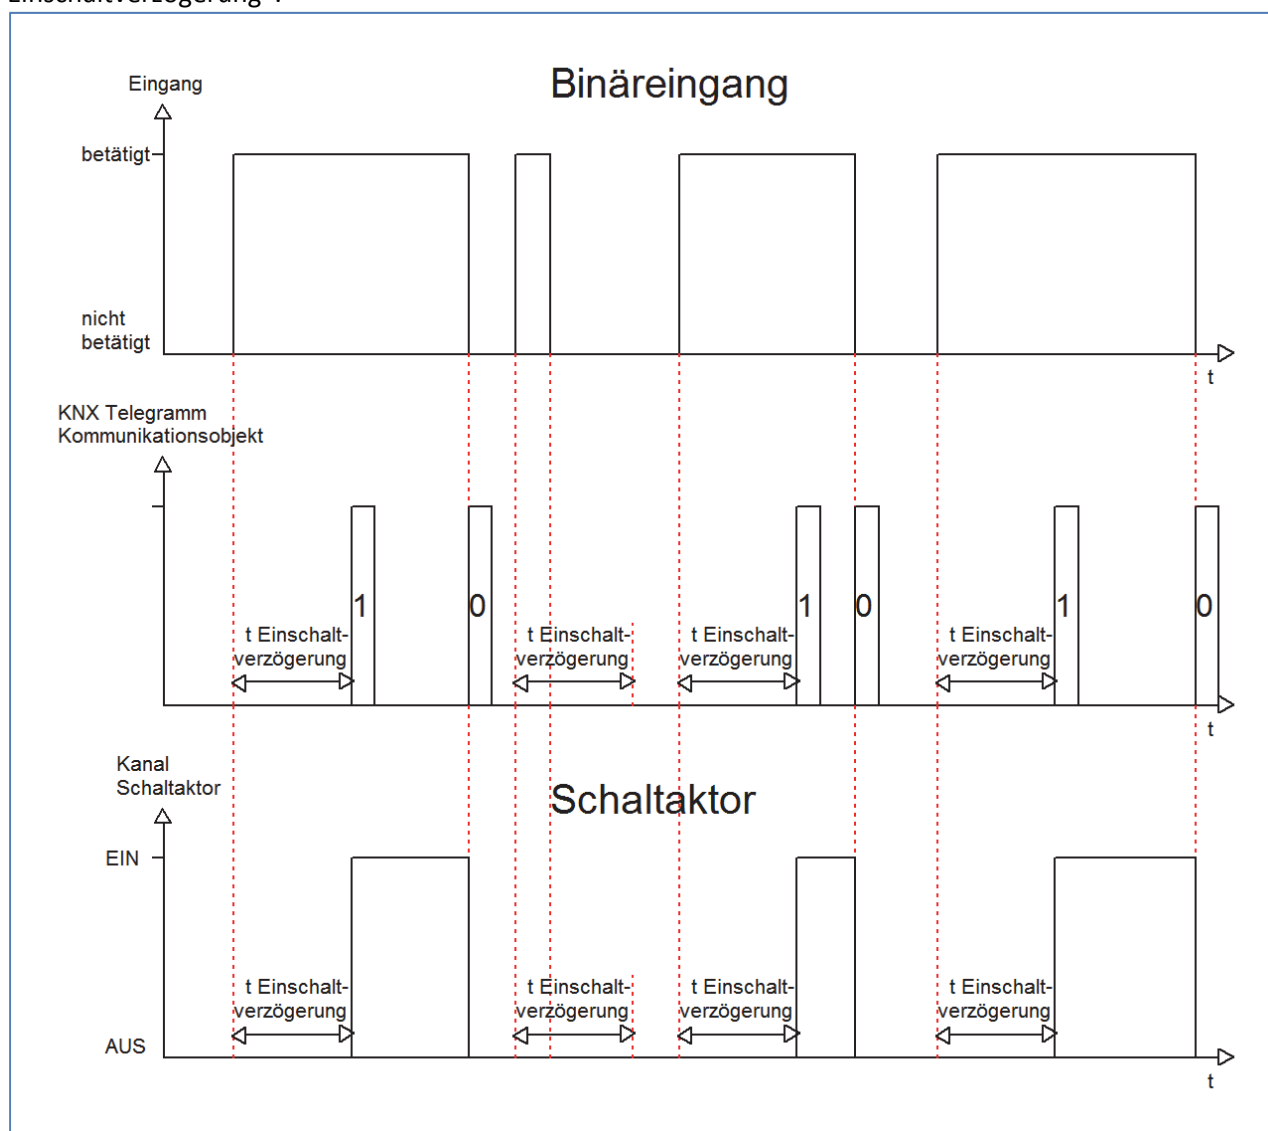 Einschaltverzögerung".
Binäreingang
Eingang
betätigt
nicht
betätigt
t
KNX Telegramm
Kommunikationsobjekt
1
0
1
0
1
0
t Einschalt-
verzögerung
t Einschalt-
verzögerung
t Einschalt-
verzögerung
t Einschalt-
verzögerung
t
Kanal
Schaltaktor
Schaltaktor
EIN
t Einschalt-
verzögerung
t Einschalt-
verzögerung
t Einschalt-
verzögerung
t Einschalt-
verzögerung
AUS
t